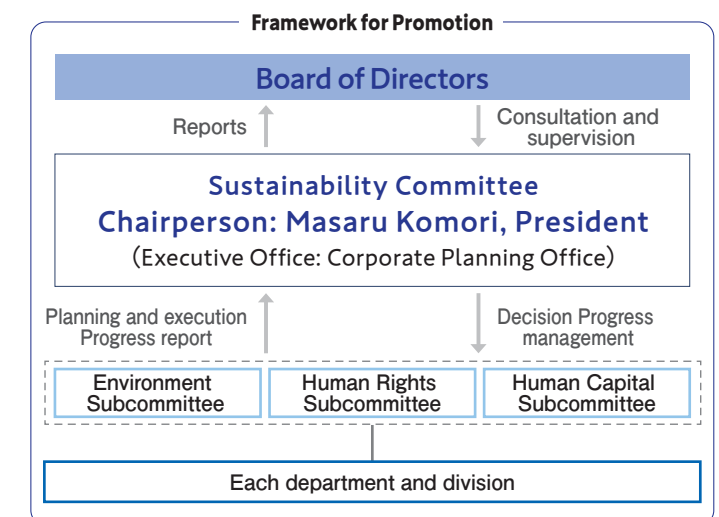 Framework for Promotion
Board of Directors
Reports
Consultation and
supervision
Sustainability Committee
Chairperson: Masaru Komori, President
(Executive Office: Corporate Planning Office)
Planning and execution
Progress report
Decision Progress
management
Environment
Subcommittee
Human Rights
Subcommittee
Human Capital
Subcommittee
Each department and division